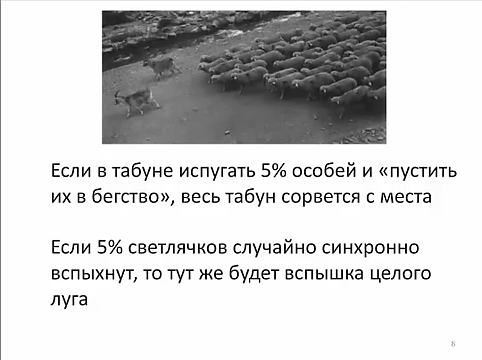 Если в табуне испугать 5% особей и «пустить
их в бегство», весь табун сорвется с места
Если 5% светлячков случайно синхронно
вспыхнут, то тут же будет вспышка целого
луга
8